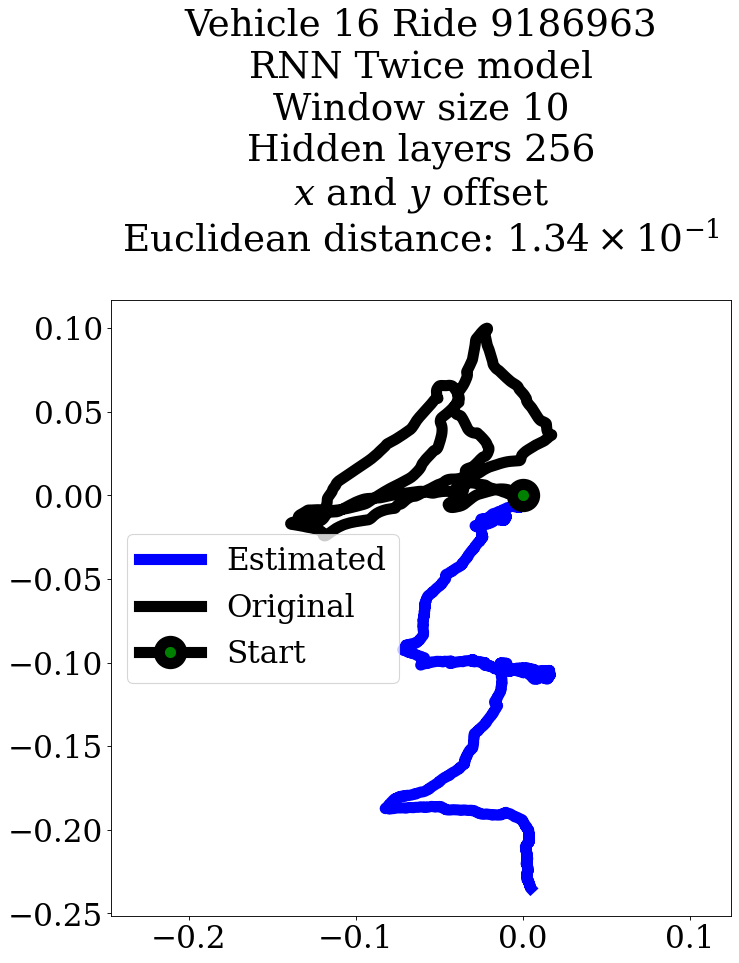 Vehicle 16 Ride 9186963
RNN Twice model
Window size 10
Hidden layers 256
x and y offset
Euclidean distance: 1.34 × 10⁻¹
0.10
0.05
0.00
−0.05
−0.10
−0.15
−0.20
−0.25
Estimated
Original
Start
−0.2 −0.1 0.0 0.1